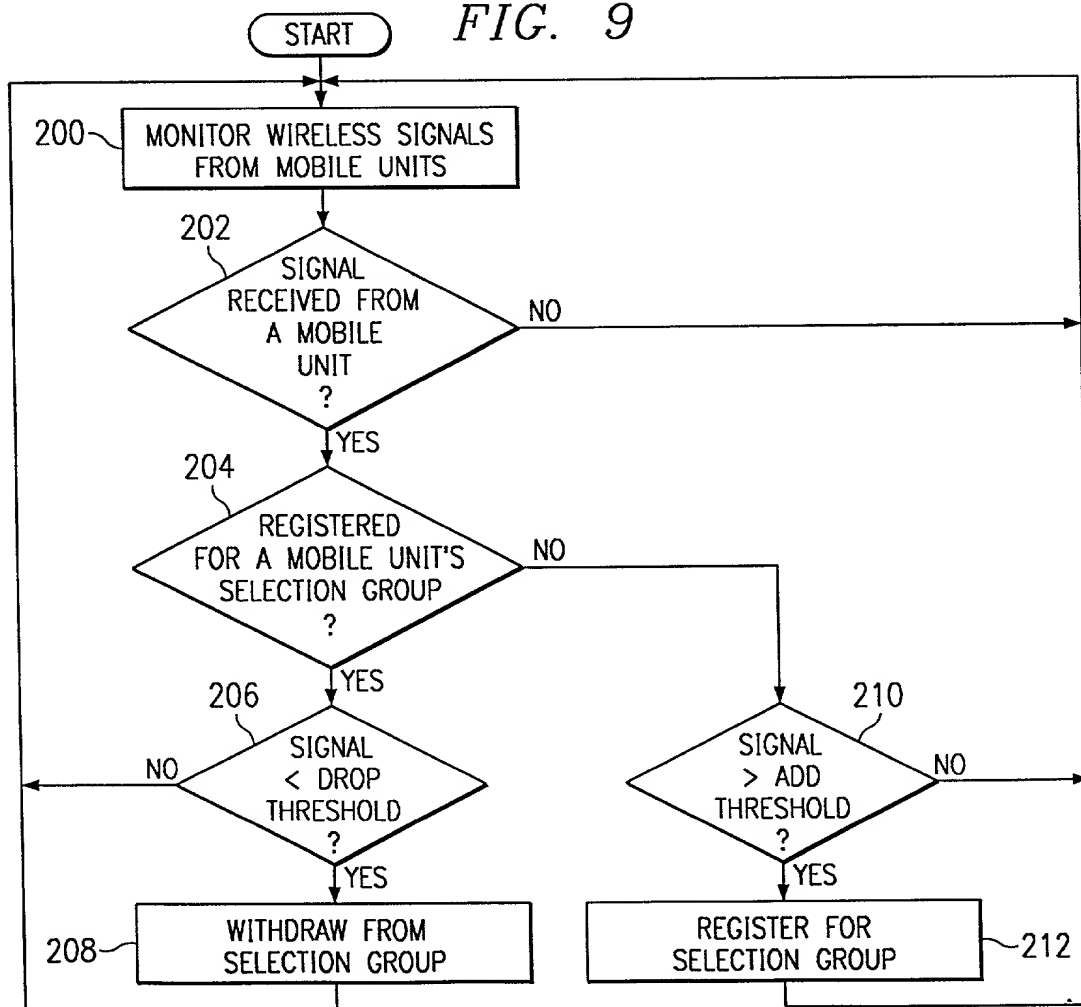 FIG. 9
START
200
MONITOR WIRELESS SIGNALS
FROM MOBILE UNITS
202
SIGNAL
RECEIVED FROM
A MOBILE
UNIT
?
NO
YES
204
REGISTERED
FOR A MOBILE UNIT'S
SELECTION GROUP
?
NO
YES
206
SIGNAL
< DROP
THRESHOLD
?
NO
YES
210
SIGNAL
> ADD
THRESHOLD
?
NO
YES
208
WITHDRAW FROM
SELECTION GROUP
REGISTER FOR
SELECTION GROUP
212